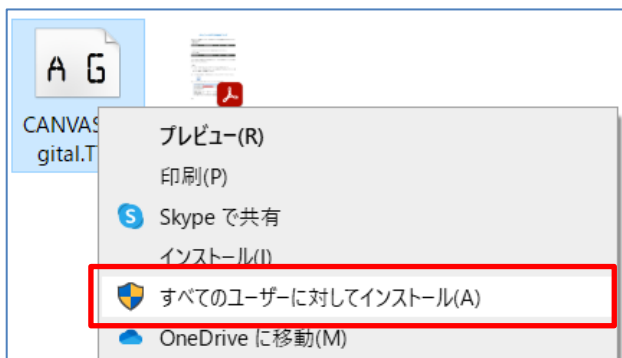 A G
CANVAS
gital.T
プレビュー(R)
印刷(P)
Skype で共有
インストール(I)
すべてのユーザーに対してインストール(A)
OneDrive に移動(M)